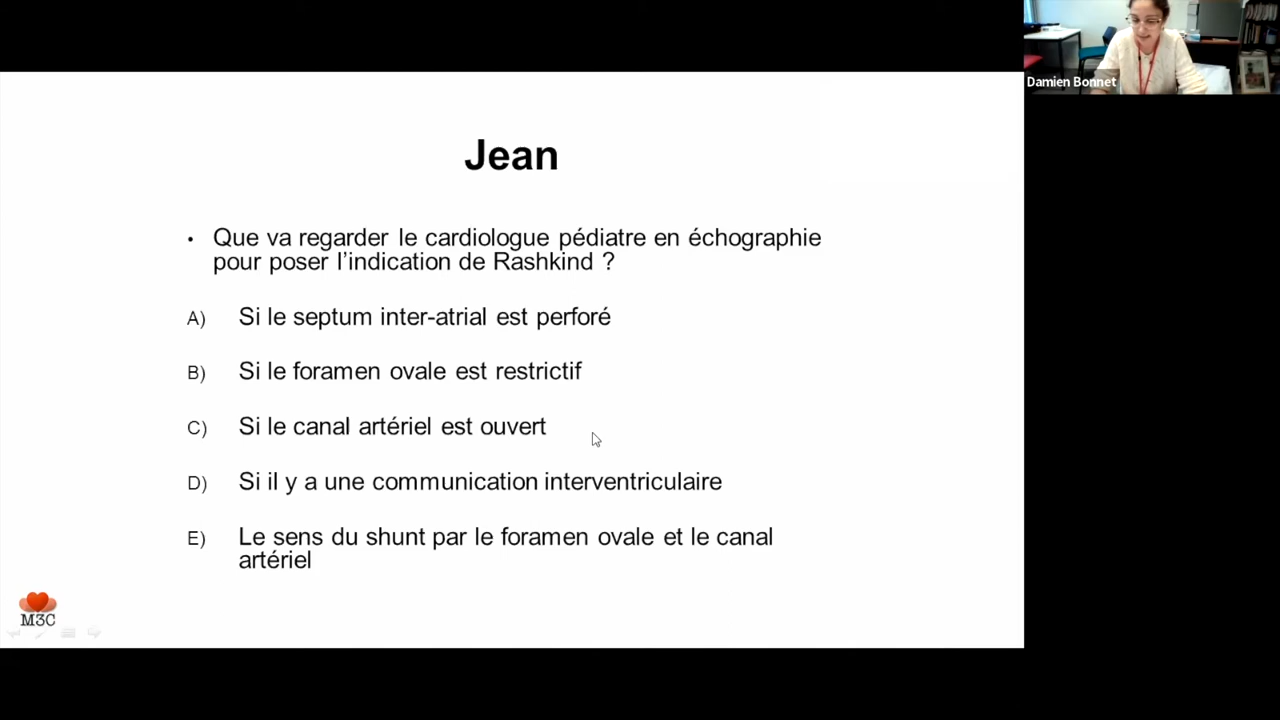 Damien Bonnet
Jean
• Que va regarder le cardiologue pédiatre en échographie
pour poser l’indication de Rashkind ?
A) Si le septum inter-atrial est perforé
B) Si le foramen ovale est restrictif
C) Si le canal artériel est ouvert
D) Si il y a une communication interventriculaire
E) Le sens du shunt par le foramen ovale et le canal
artériel
M3C